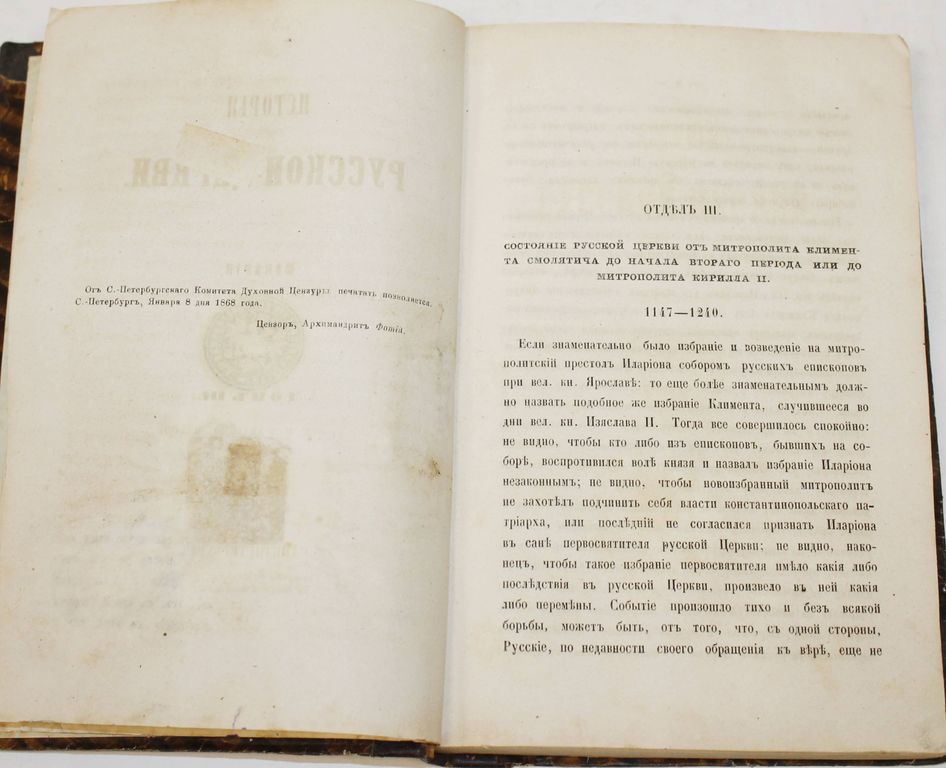 Отъ С.-Петербургскаго Комитета Духовной Цензуры печатать позволяется.
С.-Петербургъ, Января 8 дня 1868 года.
Цензоръ, Архимандритъ Фотій.
ОТДѢЛЪ III.
СОСТОЯНІЕ РУССКОЙ ЦЕРКВИ ОТЪ МИТРОПОЛИТА КЛИМЕН-
ТА СМОЛЯТИЧА ДО НАЧАЛА ВТОРАГО ПЕРІОДА ИЛИ ДО
МИТРОПОЛИТА КИРИЛЛА II.
1147—1240.
Если знаменательно было избраніе и возведеніе на митро-
политскій престолъ Иларіона соборомъ русскихъ епископовъ
при вел. кн. Ярославѣ: то еще болѣе знаменательнымъ долж-
но назвать подобное же избраніе Климента, случившееся во
дни вел. кн. Изяслава II. Тогда все совершилось спокойно:
не видно, чтобы кто либо изъ епископовъ, бывшихъ на со-
борѣ, воспротивился волѣ князя и назвалъ избраніе Иларіона
незаконнымъ; не видно, чтобы новоизбранный митрополитъ
не захотѣлъ подчинить себя власти константинопольскаго па-
тріарха, или послѣдній не согласился признать Иларіона
въ санѣ первосвятителя русской Церкви; не видно, нако-
нецъ, чтобы такое избраніе первосвятителя имѣло какія либо
послѣдствія въ русской Церкви, произвело въ ней какія
либо перемѣны. Событіе произошло тихо и безъ всякой
борьбы, можетъ быть, отъ того, что, съ одной стороны,
Русскіе, по недавности своего обращенія къ вѣрѣ, еще не